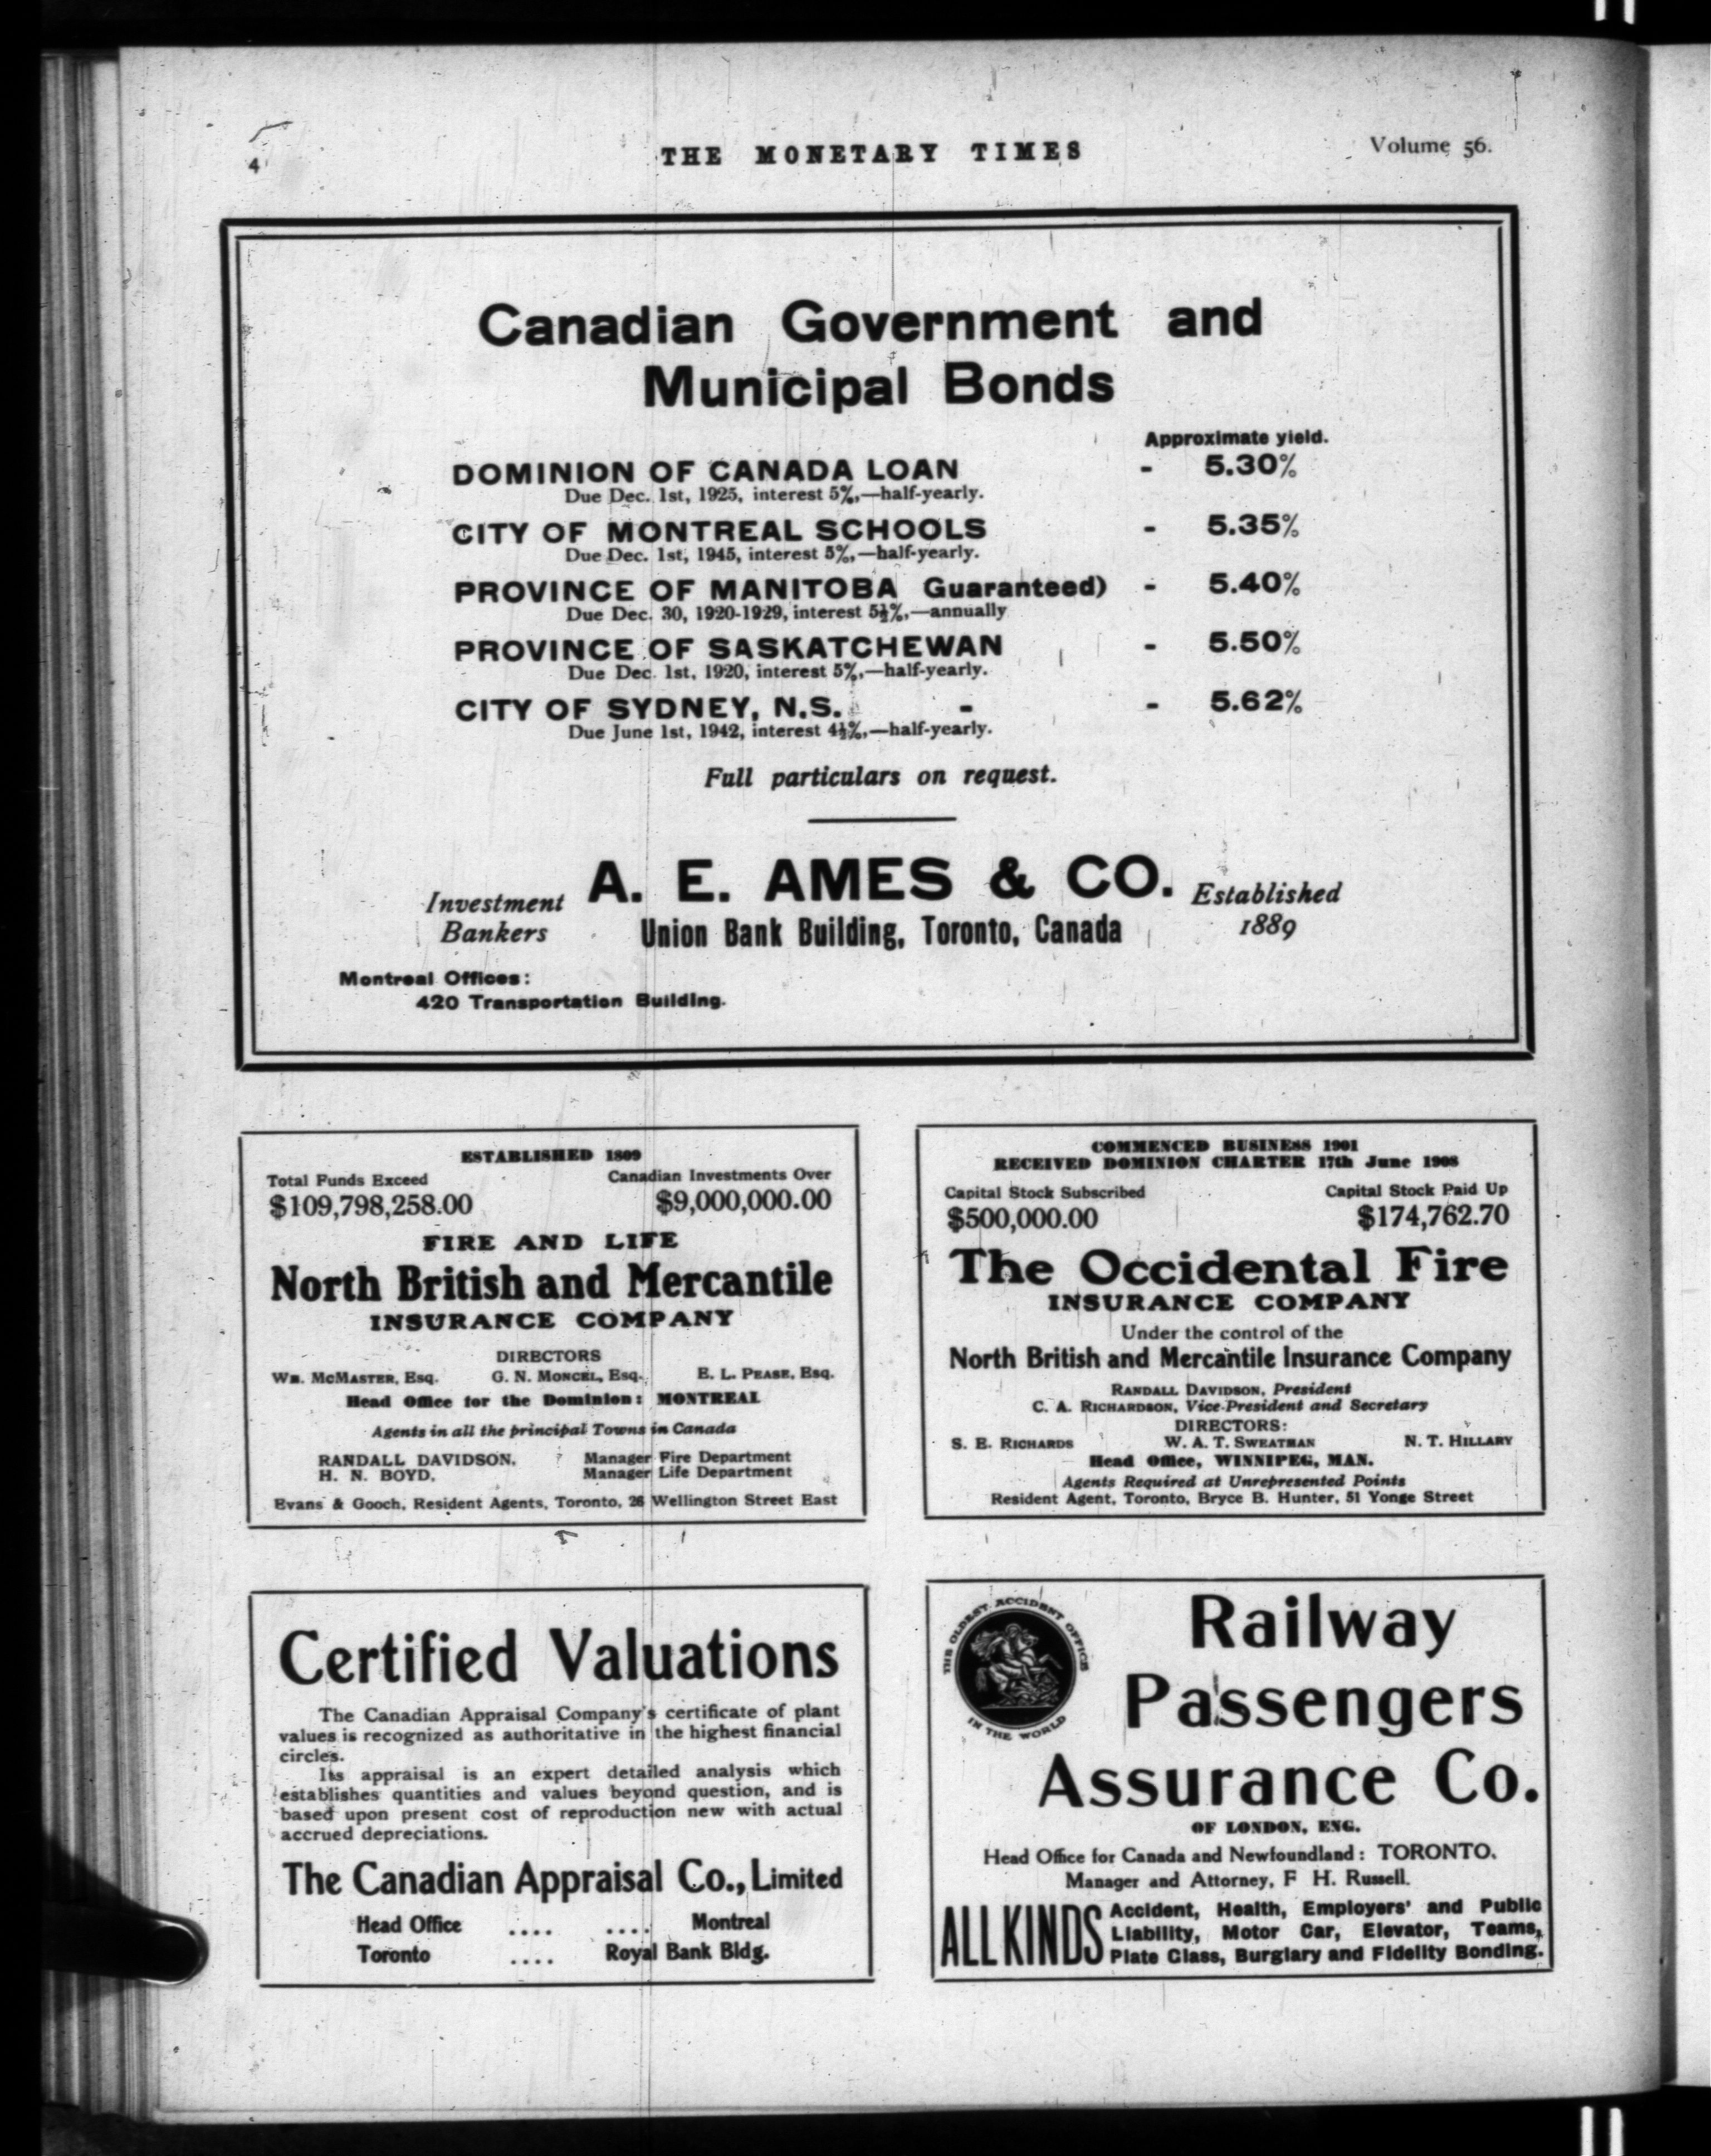 4
THE MONETARY TIMES
Volume 56.
Canadian Government and
Municipal Bonds
Approximate yield.
DOMINION OF CANADA LOAN - 5.30%
Due Dec. 1st, 1925, interest 5%,—half-yearly.
CITY OF MONTREAL SCHOOLS - 5.35%
Due Dec. 1st, 1945, interest 5%,—half-yearly.
PROVINCE OF MANITOBA Guaranteed) - 5.40%
Due Dec. 30, 1920-1929, interest 5½%,—annually
PROVINCE OF SASKATCHEWAN - 5.50%
Due Dec. 1st, 1920, interest 5%,—half-yearly.
CITY OF SYDNEY, N.S. - - 5.62%
Due June 1st, 1942, interest 4½%,—half-yearly.
Full particulars on request.
Investment Bankers
A. E. AMES & CO.
Established 1889
Union Bank Building, Toronto, Canada
Montreal Offices:
420 Transportation Building.
ESTABLISHED 1809
Total Funds Exceed Canadian Investments Over
$109,798,258.00 $9,000,000.00
FIRE AND LIFE
North British and Mercantile
INSURANCE COMPANY
DIRECTORS
WM. MCMASTER, Esq. G. N. MONCEL, Esq. E. L. PEASE, Esq.
Head Office for the Dominion: MONTREAL
Agents in all the principal Towns in Canada
RANDALL DAVIDSON, Manager Fire Department
H. N. BOYD, Manager Life Department
Evans & Gooch, Resident Agents, Toronto, 26 Wellington Street East
COMMENCED BUSINESS 1901
RECEIVED DOMINION CHARTER 17th June 1908
Capital Stock Subscribed Capital Stock Paid Up
$500,000.00 $174,762.70
The Occidental Fire
INSURANCE COMPANY
Under the control of the
North British and Mercantile Insurance Company
RANDALL DAVIDSON, President
C. A. RICHARDSON, Vice-President and Secretary
DIRECTORS:
S. E. RICHARDS W. A. T. SWEATMAN N. T. HILLARY
Head Office, WINNIPEG, MAN.
Agents Required at Unrepresented Points
Resident Agent, Toronto, Bryce B. Hunter, 51 Yonge Street
Certified Valuations
The Canadian Appraisal Company's certificate of plant
values is recognized as authoritative in the highest financial
circles.
Its appraisal is an expert detailed analysis which
establishes quantities and values beyond question, and is
based upon present cost of reproduction new with actual
accrued depreciations.
The Canadian Appraisal Co., Limited
Head Office .... .... Montreal
Toronto .... Royal Bank Bldg.
THE OLDEST ACCIDENT OFFICE
IN THE WORLD
Railway
Passengers
Assurance Co.
OF LONDON, ENG.
Head Office for Canada and Newfoundland: TORONTO.
Manager and Attorney, F H. Russell.
ALL KINDS
Accident, Health, Employers' and Public
Liability, Motor Car, Elevator, Teams,
Plate Glass, Burglary and Fidelity Bonding.